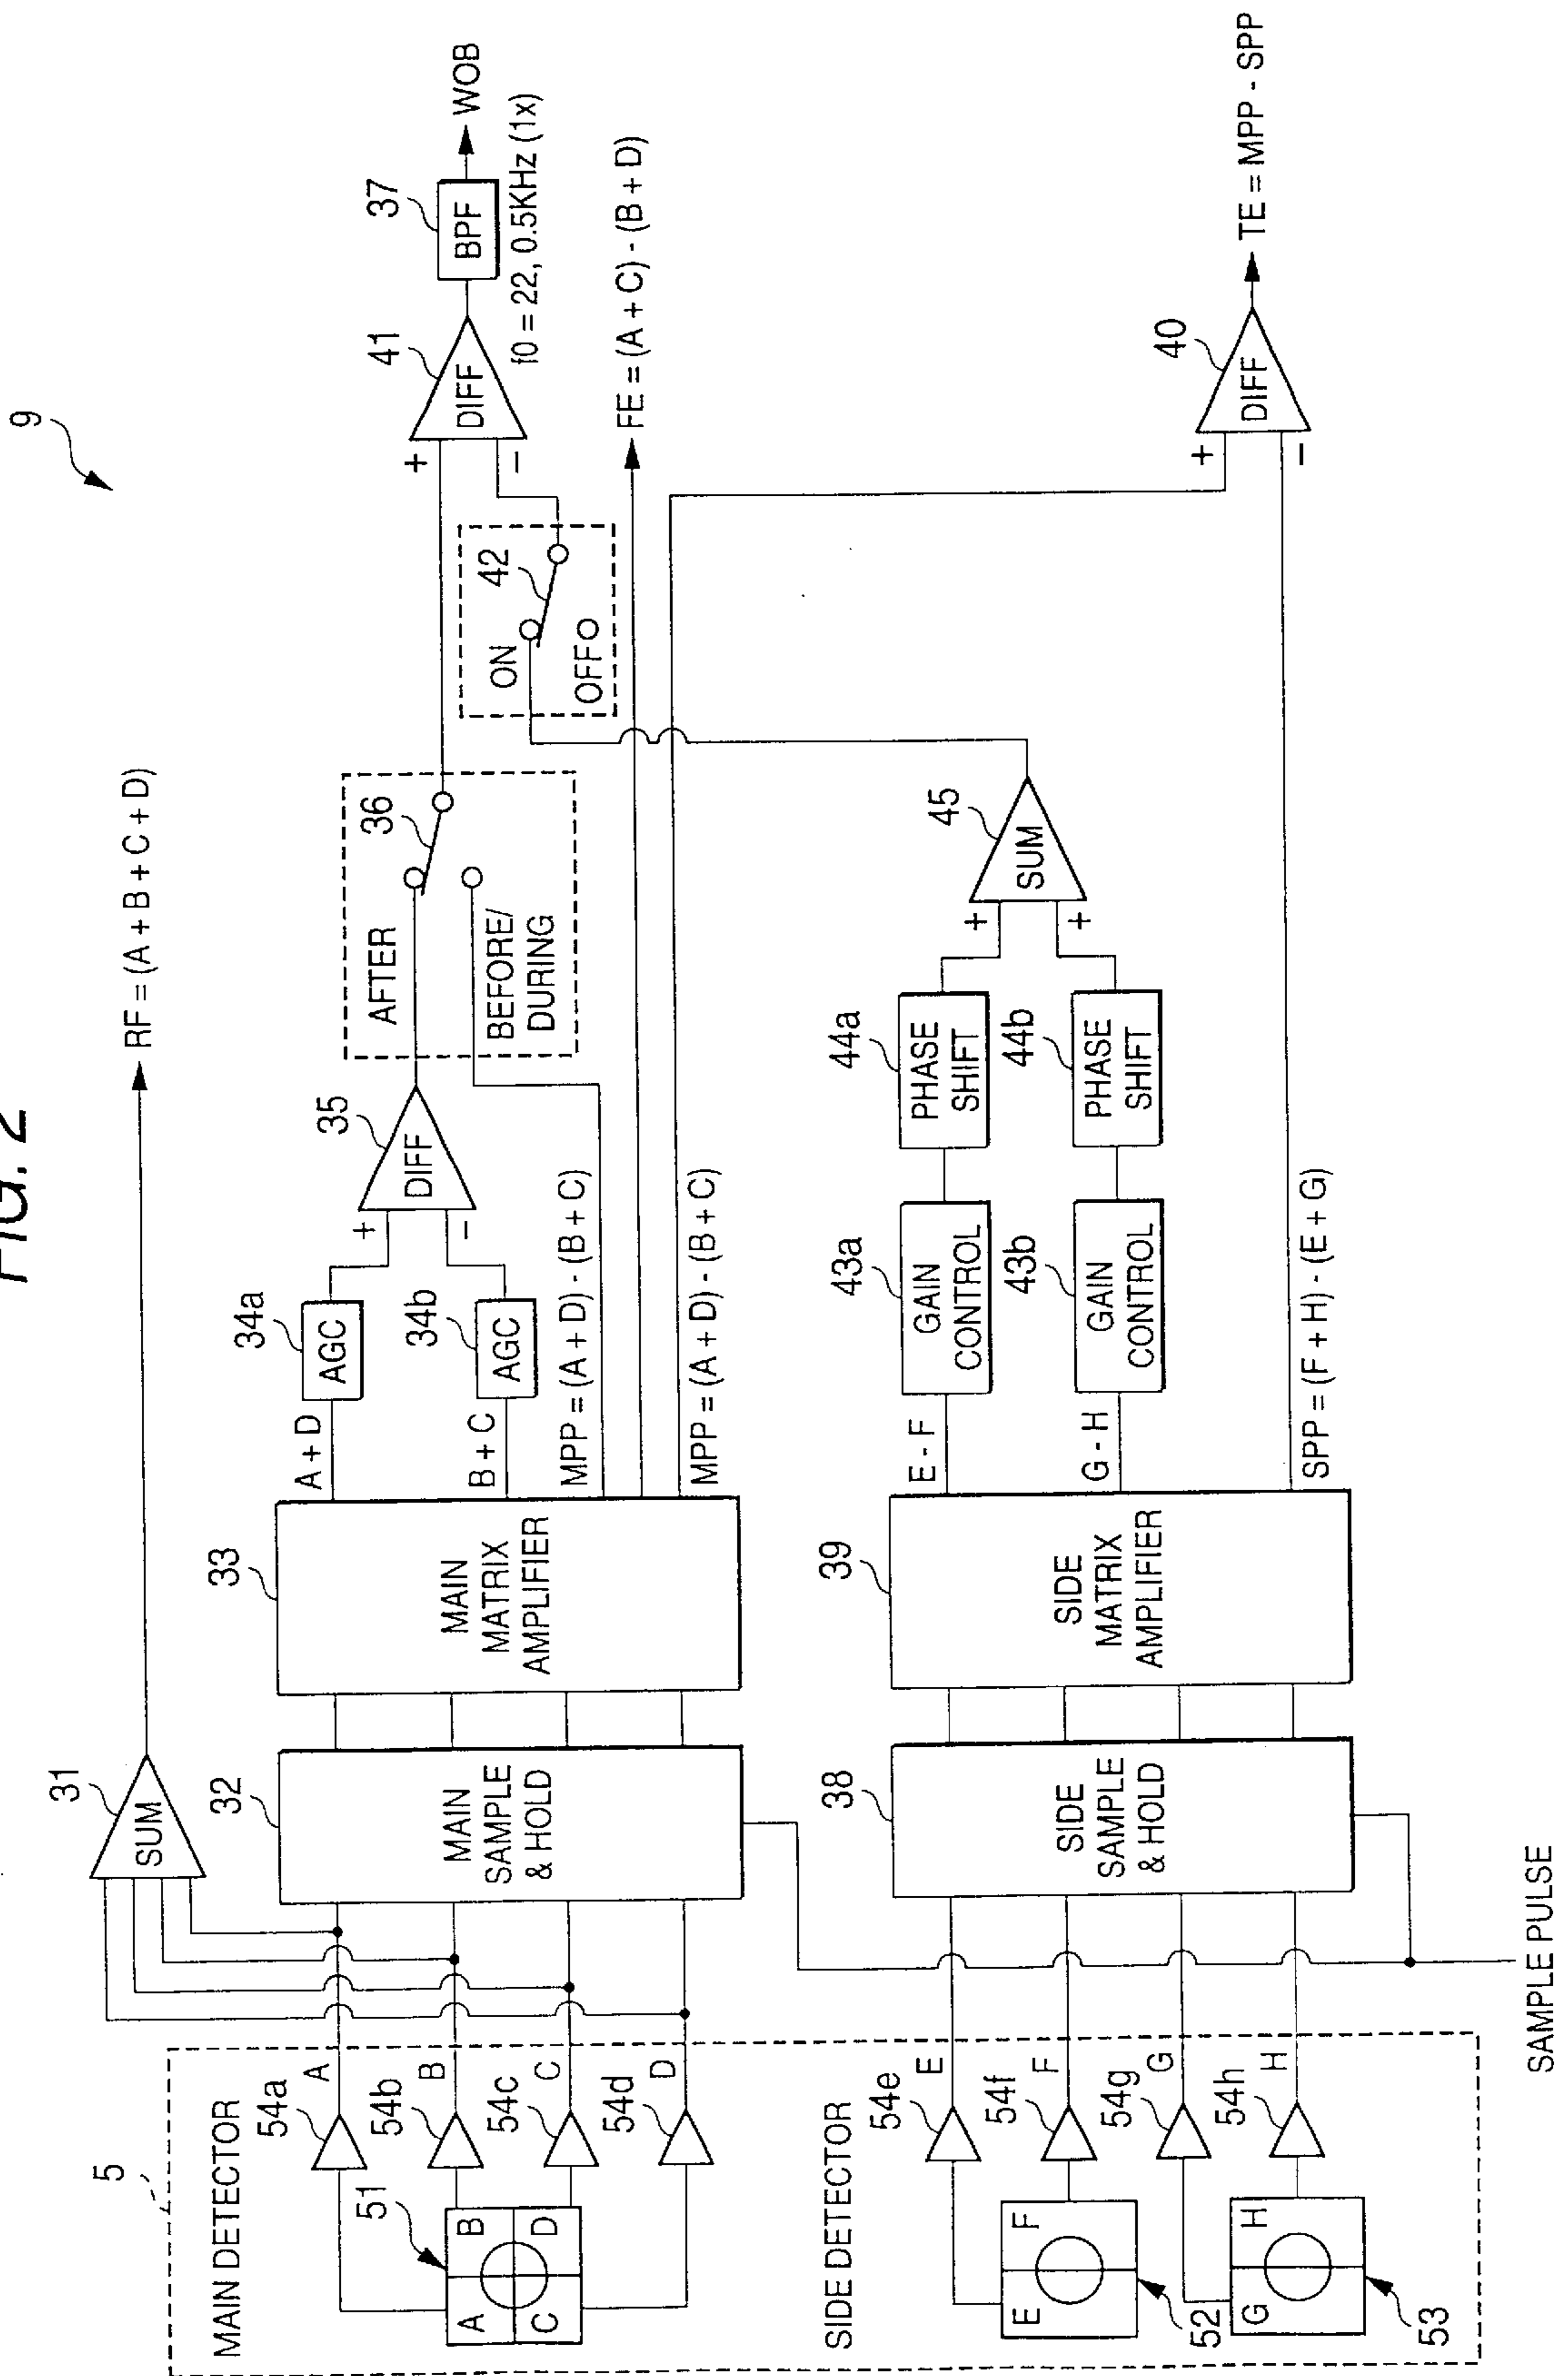 FIG. 2
9
5
MAIN DETECTOR
51
A
B
C
D
54a
A
54b
B
54c
C
54d
D
SIDE DETECTOR
E
F
52
G
H
53
54e
E
54f
F
54g
G
54h
H
SAMPLE PULSE
31
SUM
RF = (A + B + C + D)
32
MAIN
SAMPLE
& HOLD
33
MAIN
MATRIX
AMPLIFIER
A + D
34a
AGC
B + C
34b
AGC
+
−
35
DIFF
MPP = (A + D) - (B + C)
MPP = (A + D) - (B + C)
AFTER
36
BEFORE/
DURING
ON
42
OFF
+
−
41
DIFF
37
BPF
WOB
f0 = 22, 0.5KHz (1x)
FE = (A + C) - (B + D)
38
SIDE
SAMPLE
& HOLD
39
SIDE
MATRIX
AMPLIFIER
E - F
43a
GAIN
CONTROL
44a
PHASE
SHIFT
G - H
43b
GAIN
CONTROL
44b
PHASE
SHIFT
+
+
45
SUM
SPP = (F + H) - (E + G)
+
−
40
DIFF
TE = MPP - SPP